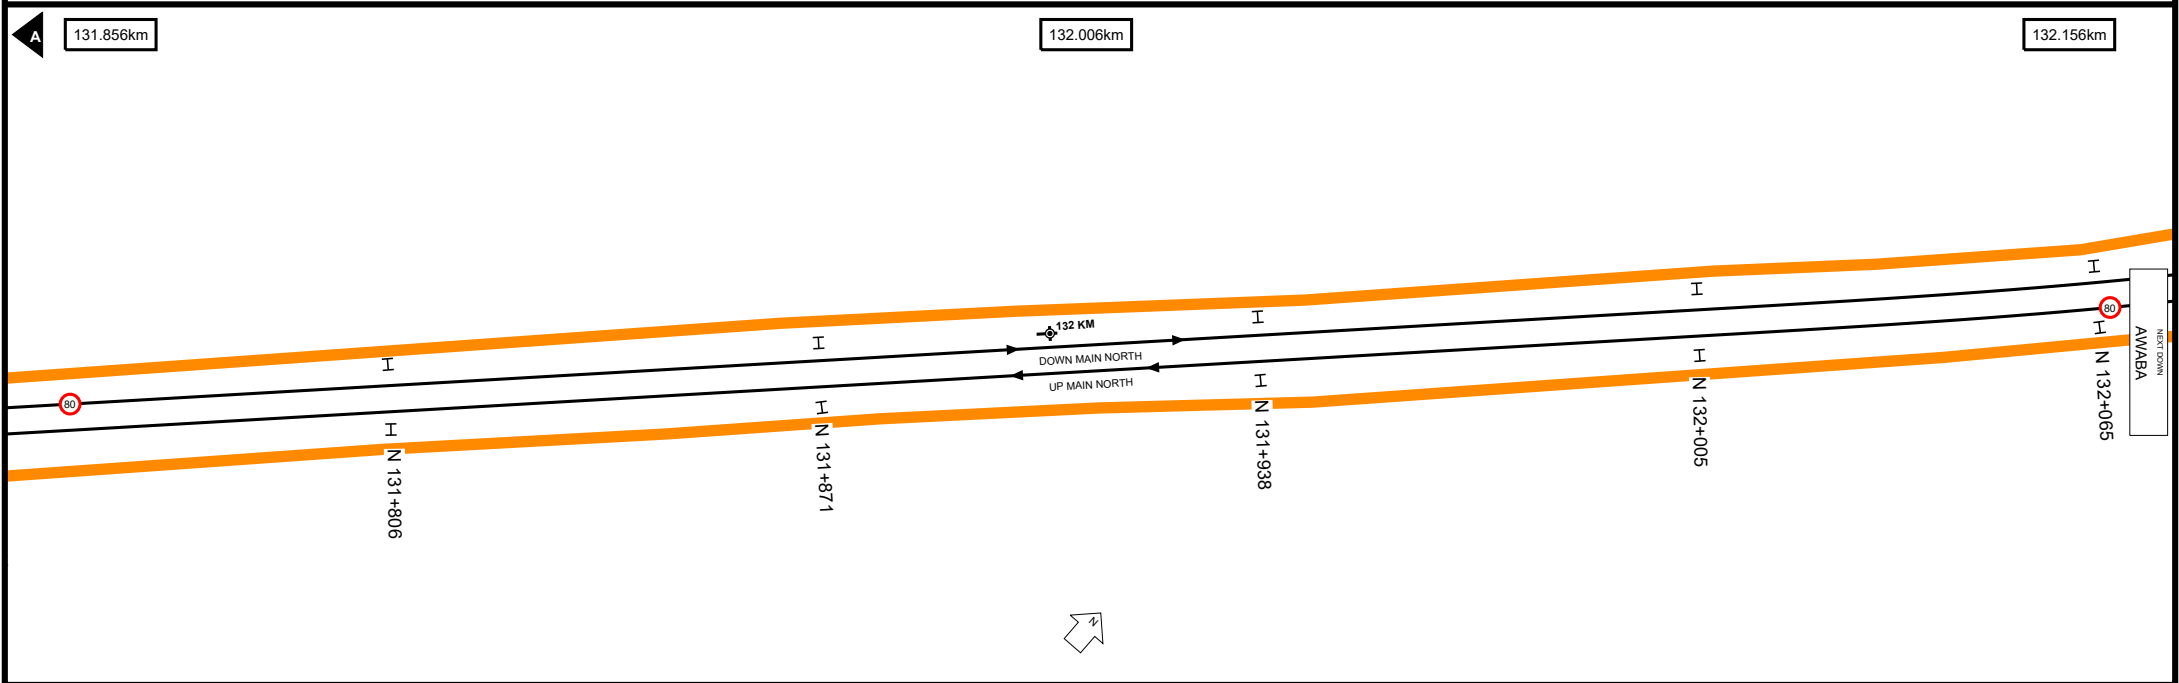 A
131.856km
132.006km
132.156km
132 KM
DOWN MAIN NORTH
UP MAIN NORTH
80
80
N 131+806
N 131+871
N 131+938
N 132+005
N 132+065
NEXT DOWN
AWABA
N